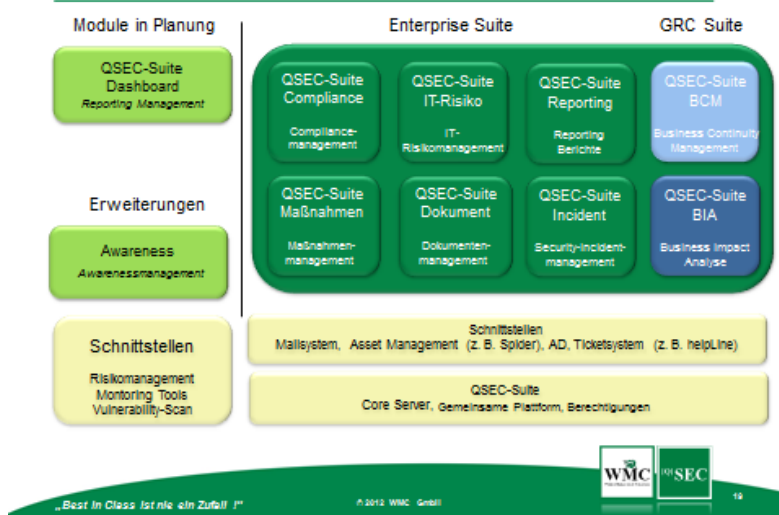 Module in Planung
Enterprise Suite
GRC Suite
QSEC-Suite
Dashboard
Reporting Management
QSEC-Suite
Compliance
Compliance-
management
QSEC-Suite
IT-Risiko
IT-
Risikomanagement
QSEC-Suite
Reporting
Reporting
Berichte
QSEC-Suite
BCM
Business Continuity
Management
Erweiterungen
Awareness
Awarenessmanagement
QSEC-Suite
Maßnahmen
Maßnahmen-
management
QSEC-Suite
Dokument
Dokumenten-
management
QSEC-Suite
Incident
Security-Incident-
management
QSEC-Suite
BIA
Business Impact
Analyse
Schnittstellen
Risikomanagement
Montoring Tools
Vulnerability-Scan
Schnittstellen
Mailsystem, Asset Management (z. B. Spider), AD, Ticketsystem (z. B. helpLine)
QSEC-Suite
Core Server, Gemeinsame Plattform, Berechtigungen
WMC
SEC
„Best in Class ist nie ein Zufall !"
© 2012 WMC GmbH
19